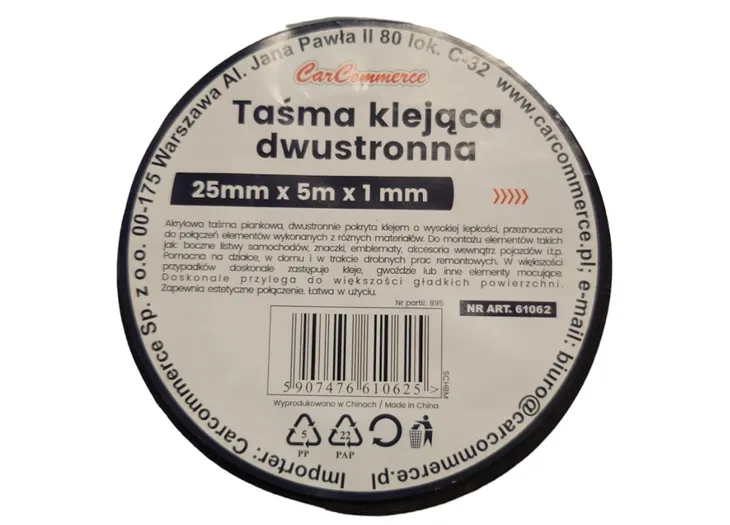 Importer: Carcommerce Sp. z o.o. 00-175 Warszawa Al. Jana Pawła II 80 lok. C-32 www.carcommerce.pl; e-mail: biuro@carcommerce.pl
CarCommerce
Taśma klejąca
dwustronna
25mm x 5m x 1 mm
Akrylowa taśma piankowa, dwustronnie pokryta klejem o wysokiej lepkości, przeznaczona
do połączeń elementów wykonanych z różnych materiałów. Do montażu elementów takich
jak: boczne listwy samochodów, znaczki, emblematy, akcesoria wewnątrz pojazdów i.t.p.
Pomocna na działce, w domu i w trakcie drobnych prac remontowych. W większości
przypadków doskonale zastępuje kleje, gwoździe lub inne elementy mocujące.
Doskonale przylega do większości gładkich powierzchni.
Zapewnia estetyczne połączenie. Łatwa w użyciu.
Nr partii: 895
NR ART. 61062
5907476610625>
SCHBM
Wyprodukowano w Chinach / Made in China
5
PP
22
PAP